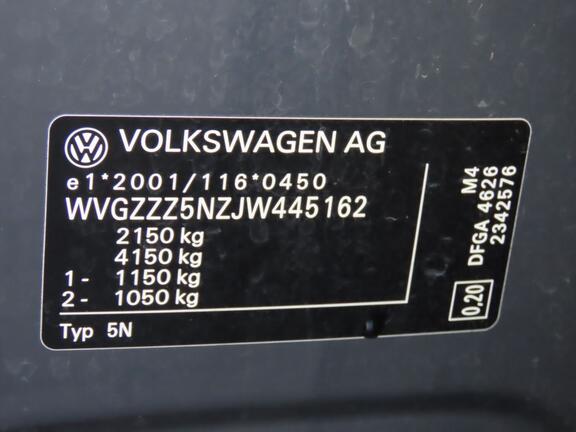 VOLKSWAGEN AG
e1*2001/116*0450
WVGZZZ5NZJW445162
2150 kg
4150 kg
1- 1150 kg
2- 1050 kg
Typ 5N
M4
DFGA 4626
2342576
0,20